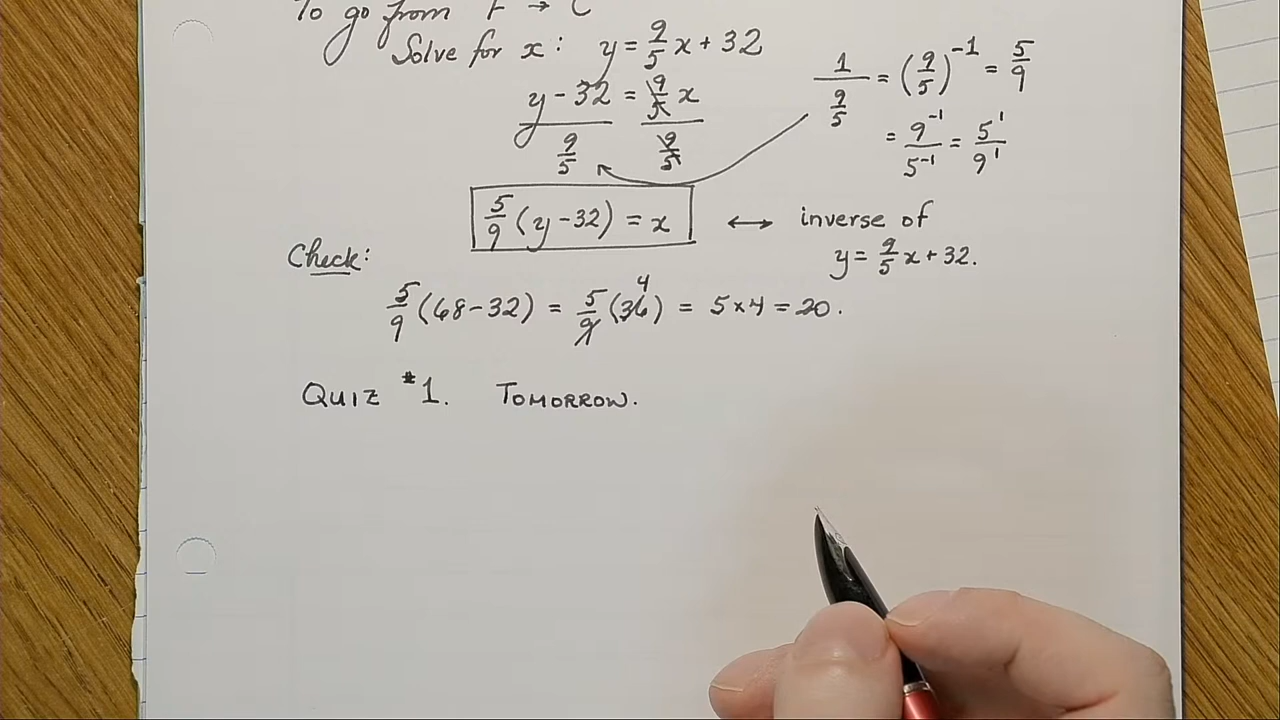 To go from F → C
Solve for x: y = 9/5 x + 32
y - 32 = 9/5 x
9/5 9/5
1 / (9/5) = (9/5)^-1 = 5/9
= 9^-1 / 5^-1 = 5^1 / 9^1
5/9 (y - 32) = x ↔ inverse of
y = 9/5 x + 32.
Check:
5/9 (68 - 32) = 5/9 (36) 4 = 5 × 4 = 20.
QUIZ #1. TOMORROW.